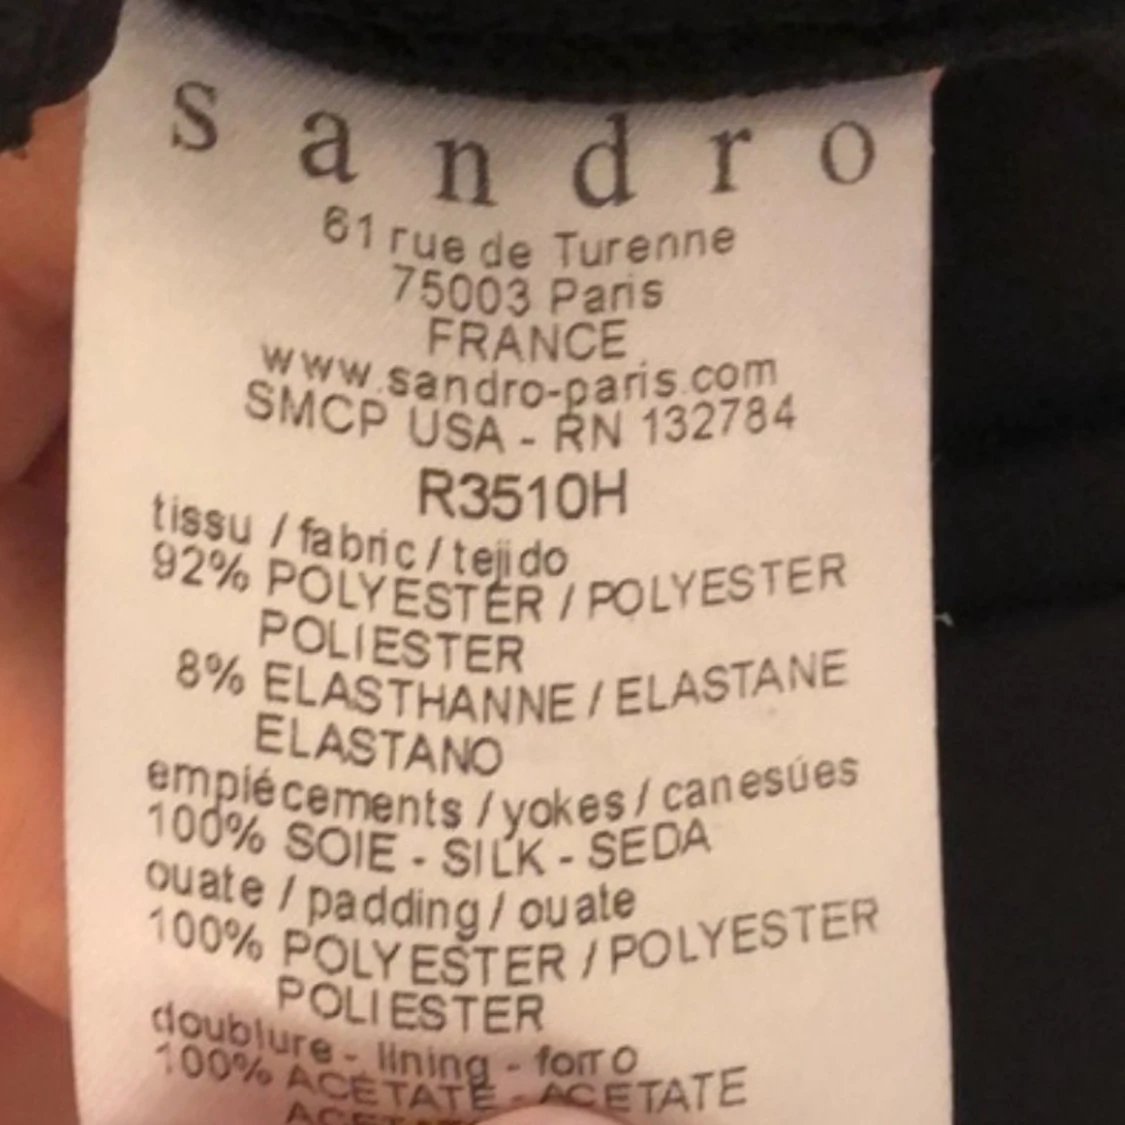 sandro
61 rue de Turenne
75003 Paris
FRANCE
www.sandro-paris.com
SMCP USA - RN 132784
R3510H
tissu / fabric / tejido
92% POLYESTER / POLYESTER
POLIESTER
8% ELASTHANNE / ELASTANE
ELASTANO
empiécements / yokes / canesúes
100% SOIE - SILK - SEDA
ouate / padding / ouate
100% POLYESTER / POLYESTER
POLIESTER
doublure - lining - forro
100% ACÉTATE - ACETATE